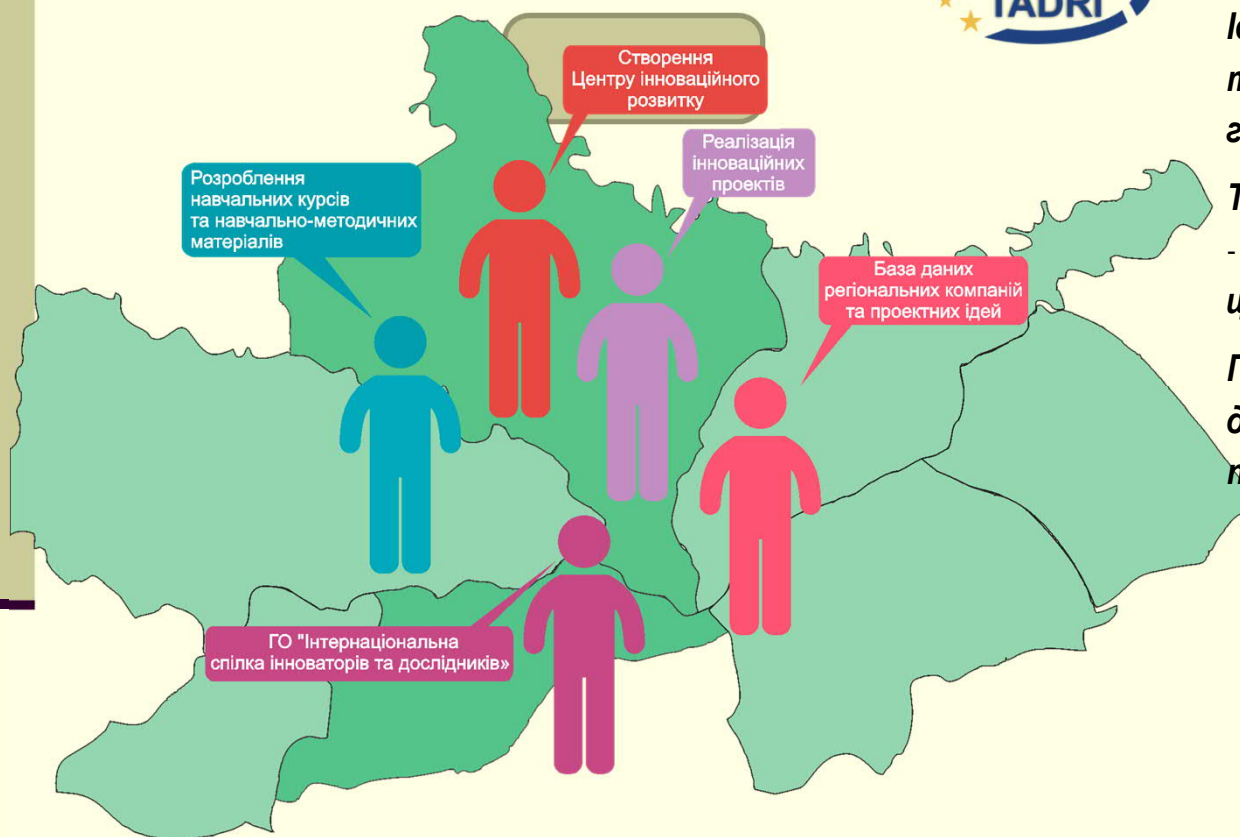 TADRI
Створення
Центру інноваційного
розвитку
Реалізація
інноваційних
проектів
Розроблення
навчальних курсів
та навчально-методичних
матеріалів
База даних
регіональних компаній
та проектних ідей
ГО "Інтернаціональна
спілка інноваторів та дослідників»